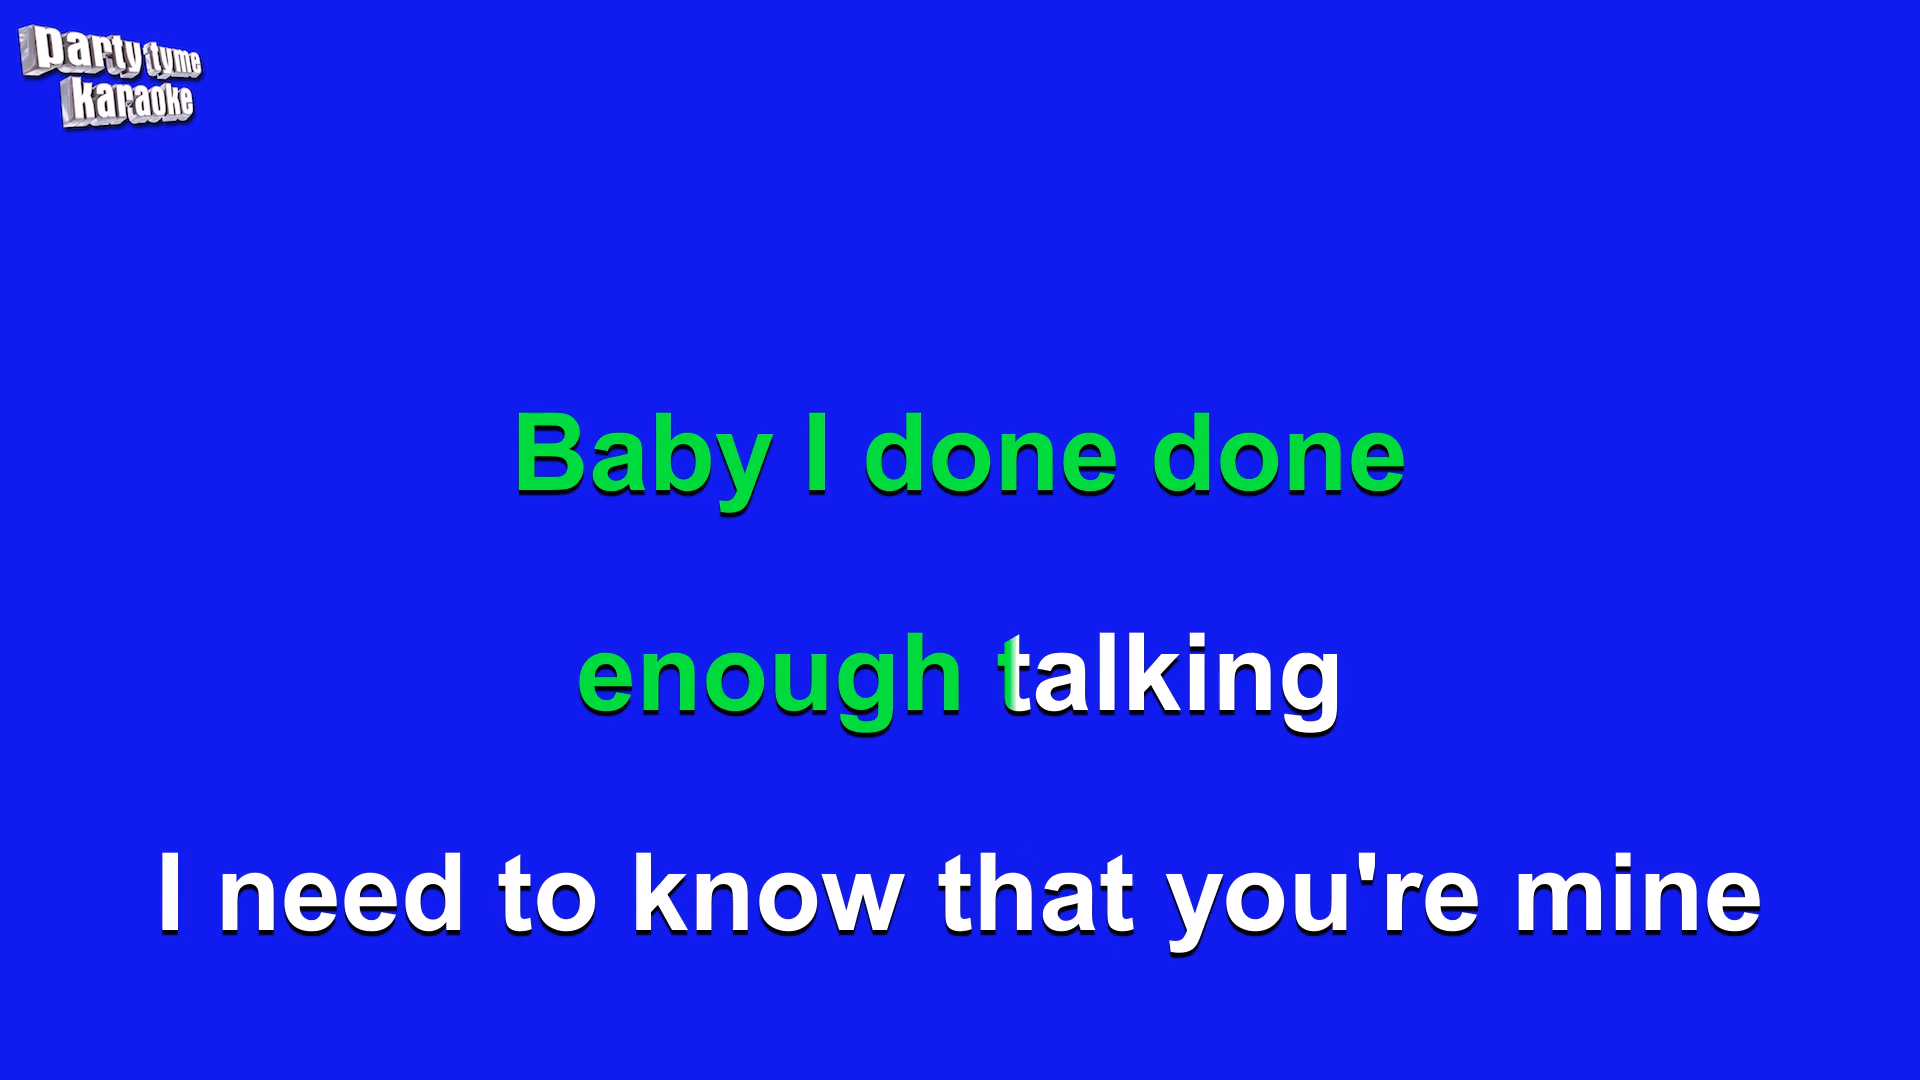 party tyme
karaoke
Baby I done done
enough talking
I need to know that you're mine